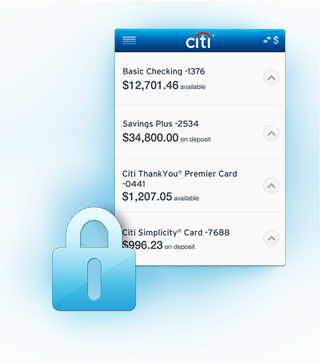 citi
$
Basic Checking -1376
$12,701.46 available
Savings Plus -2534
$34,800.00 on deposit
Citi ThankYou® Premier Card
-0441
$1,207.05 available
Citi Simplicity® Card -7688
$996.23 on deposit